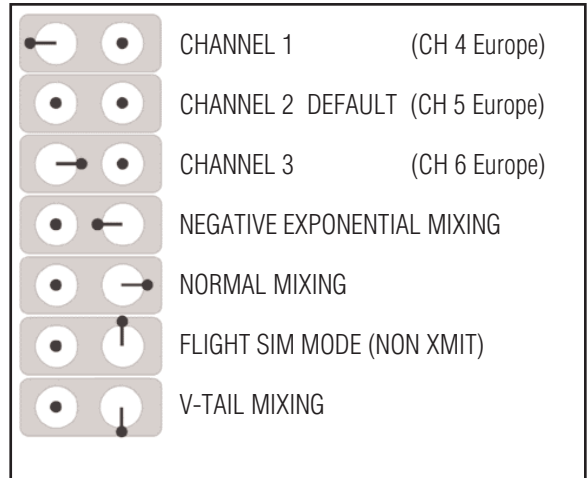 CHANNEL 1 (CH 4 Europe)
CHANNEL 2 DEFAULT (CH 5 Europe)
CHANNEL 3 (CH 6 Europe)
NEGATIVE EXPONENTIAL MIXING
NORMAL MIXING
FLIGHT SIM MODE (NON XMIT)
V-TAIL MIXING